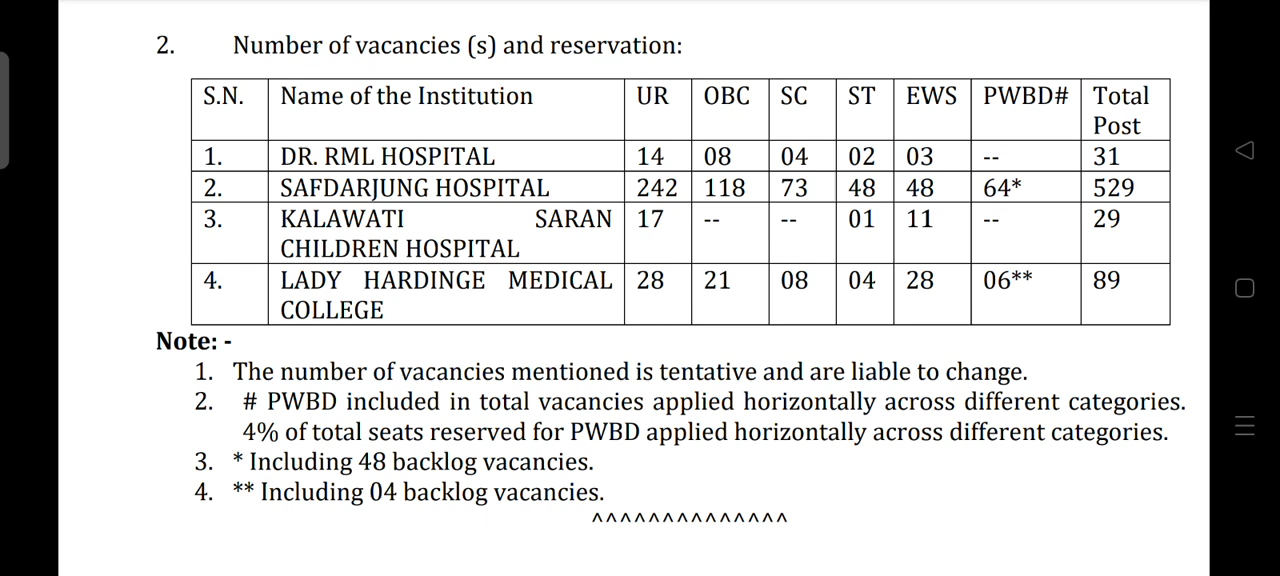 2. Number of vacancies (s) and reservation:
S.N. Name of the Institution UR OBC SC ST EWS PWBD# Total
Post
1. DR. RML HOSPITAL 14 08 04 02 03 -- 31
2. SAFDARJUNG HOSPITAL 242 118 73 48 48 64* 529
3. KALAWATI SARAN 17 -- -- 01 11 -- 29
CHILDREN HOSPITAL
4. LADY HARDINGE MEDICAL 28 21 08 04 28 06** 89
COLLEGE
Note: -
1. The number of vacancies mentioned is tentative and are liable to change.
2. # PWBD included in total vacancies applied horizontally across different categories.
4% of total seats reserved for PWBD applied horizontally across different categories.
3. * Including 48 backlog vacancies.
4. ** Including 04 backlog vacancies.
^^^^^^^^^^^^^^